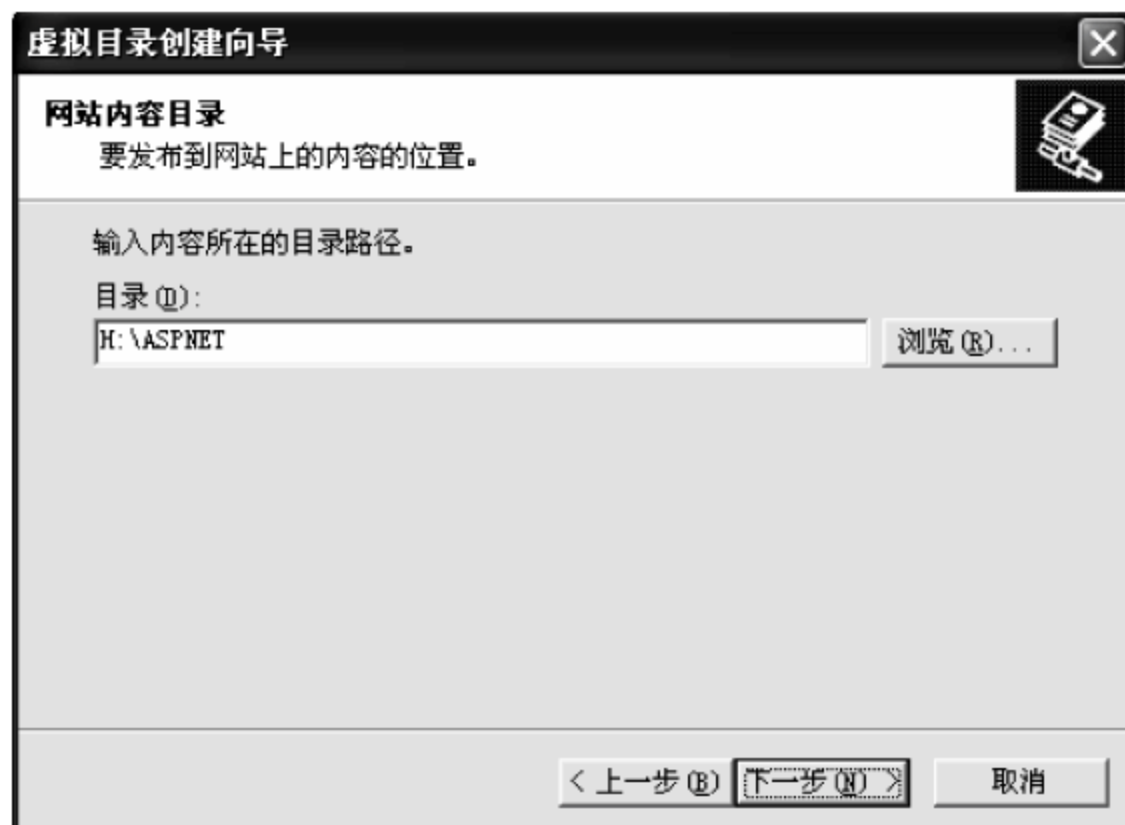 虚拟目录创建向导
网站内容目录
要发布到网站上的内容的位置。
输入内容所在的目录路径。
目录(D):
H:\ASPNET
浏览(R)...
< 上一步(B) 下一步(N) > 取消